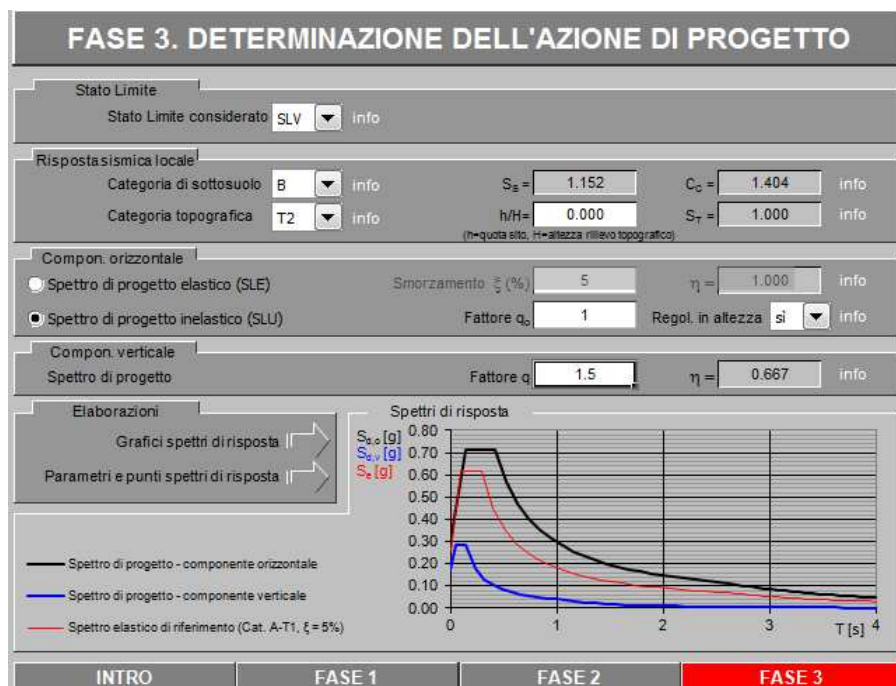 FASE 3. DETERMINAZIONE DELL'AZIONE DI PROGETTO
Stato Limite
Stato Limite considerato SLV info
Risposta sismica locale
Categoria di sottosuolo B info SS = 1.152 CC = 1.404 info
Categoria topografica T2 info h/H= 0.000 ST = 1.000 info
(h=quota sito, H=altezza rilievo topografico)
Compon. orizzontale
Spettro di progetto elastico (SLE) Smorzamento ξ (%) 5 η = 1.000 info
Spettro di progetto inelastico (SLU) Fattore qo 1 Regol. in altezza sì info
Compon. verticale
Spettro di progetto Fattore q 1.5 η = 0.667 info
Elaborazioni
Grafici spettri di risposta
Parametri e punti spettri di risposta
Spettri di risposta
Sd,o [g]
Sd,v [g]
Se [g]
0.80
0.70
0.60
0.50
0.40
0.30
0.20
0.10
0.00
0 1 2 3 4
T [s]
Spettro di progetto - componente orizzontale
Spettro di progetto - componente verticale
Spettro elastico di riferimento (Cat. A-T1, ξ = 5%)
INTRO FASE 1 FASE 2 FASE 3